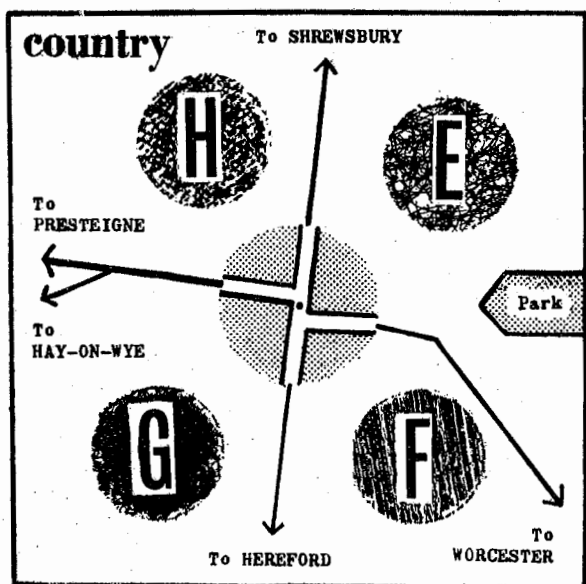 country
To SHREWSBURY
H
E
To
PRESTEIGNE
Park
To
HAY-ON-WYE
G
F
To HEREFORD
To
WORCESTER